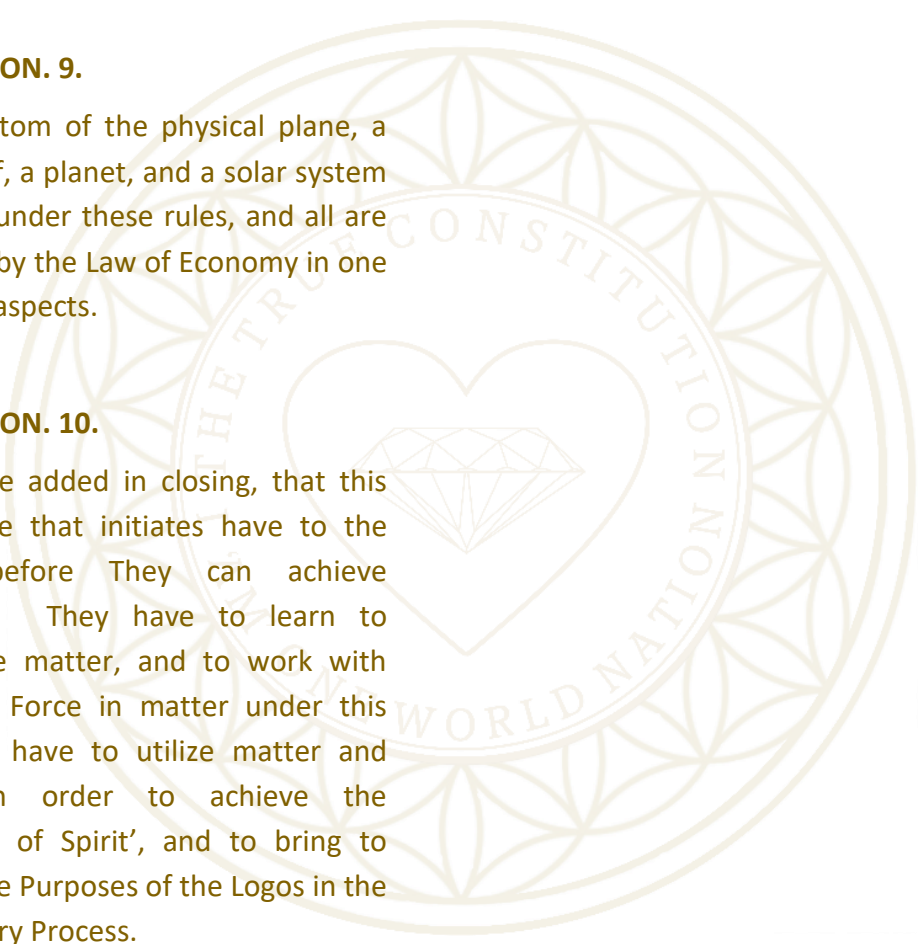 ON. 9.
tom of the physical plane, a
, a planet, and a solar system
under these rules, and all are
by the Law of Economy in one
aspects.
ON. 10.
e added in closing, that this
e that initiates have to the
before They can achieve
They have to learn to
e matter, and to work with
Force in matter under this
have to utilize matter and
n order to achieve the
of Spirit’, and to bring to
e Purposes of the Logos in the
ry Process.
THE TRUE CONSTITUTION
ONE WORLD NATION